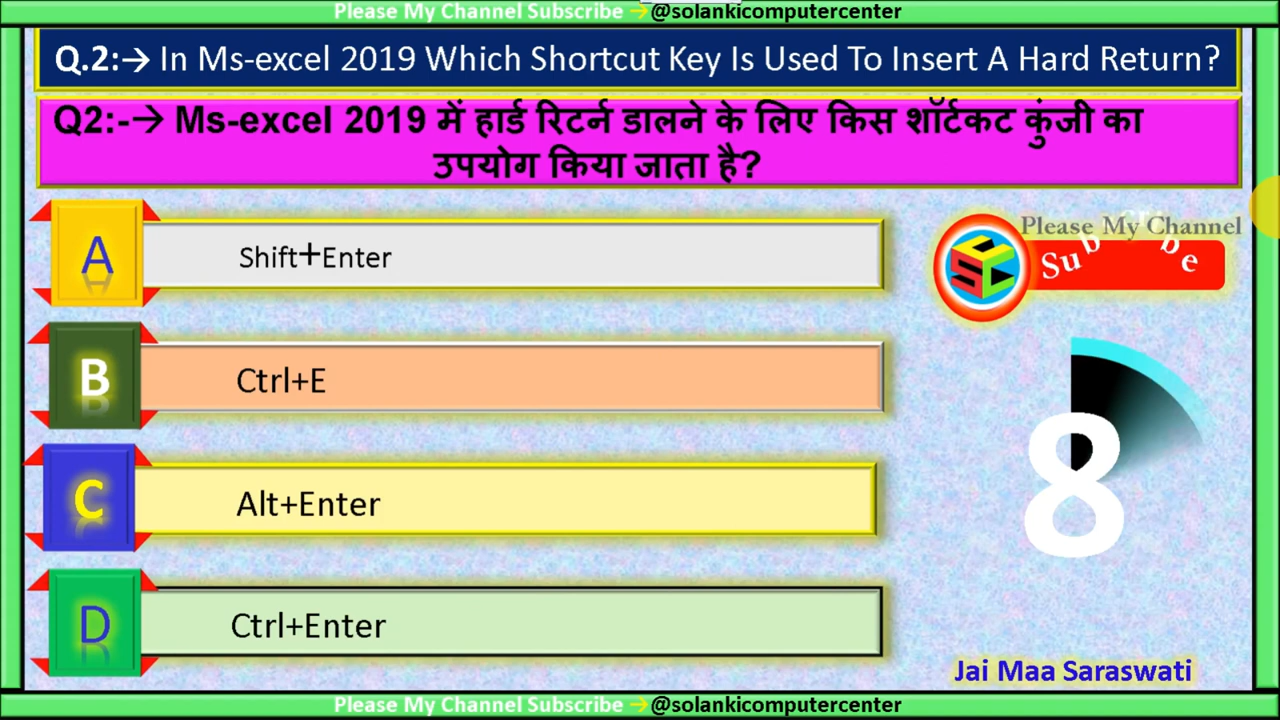 Please My Channel Subscribe → @solankicomputercenter
Q.2:→ In Ms-excel 2019 Which Shortcut Key Is Used To Insert A Hard Return?
Q2:-→ Ms-excel 2019 में हार्ड रिटर्न डालने के लिए किस शॉर्टकट कुंजी का
उपयोग किया जाता है?
A Shift+Enter
Please My Channel
B Ctrl+E
8
C Alt+Enter
D Ctrl+Enter
Jai Maa Saraswati
Please My Channel Subscribe → @solankicomputercenter